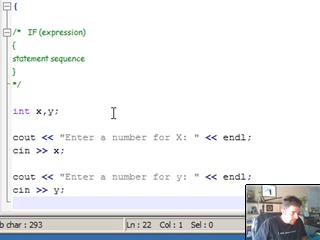 {
/* IF (expression)
{
statement sequence
}
*/
int x,y;
cout << "Enter a number for X: " << endl;
cin >> x;
cout << "Enter a number for y: " << endl;
cin >> y;
b char : 293
Ln : 22 Col : 1 Sel : 0